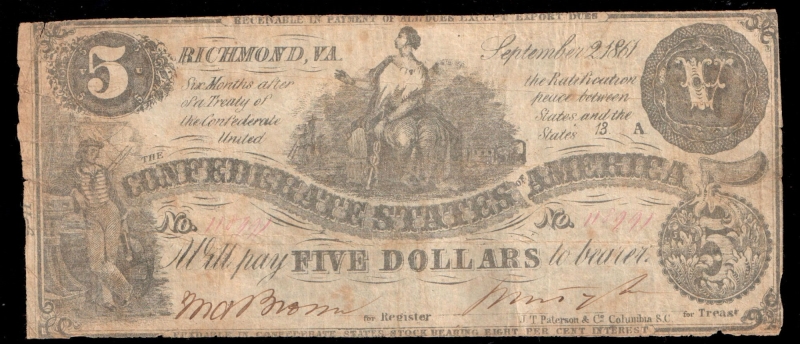 RECEIVABLE IN PAYMENT OF ALL DUES EXCEPT EXPORT DUES
5
RICHMOND, VA.
September 2, 1861
V
Six Months after the Ratification
of a Treaty of peace between
the Confederate States and the
United States 13 A
THE CONFEDERATE STATES OF AMERICA
No. No.
5
Will pay FIVE DOLLARS to bearer.
for Register
for Treasr
J. T. Paterson & Co. Columbia S.C.
FUNDABLE IN CONFEDERATE STATES STOCK BEARING EIGHT PER CENT INTEREST